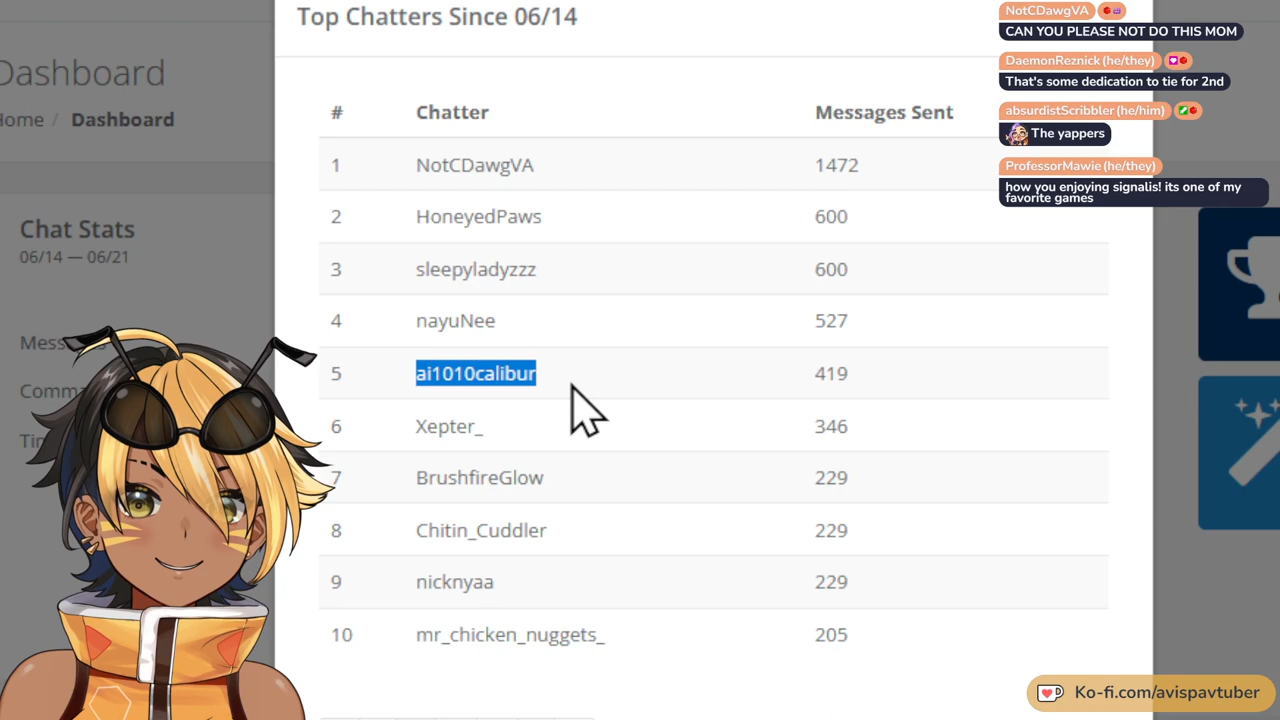 Top Chatters Since 06/14
Dashboard
Home / Dashboard
Chat Stats
06/14 — 06/21
# Chatter Messages Sent
1 NotCDawgVA 1472
2 HoneyedPaws 600
3 sleepyladyzzz 600
4 nayuNee 527
5 ai1010calibur 419
6 Xepter_ 346
7 BrushfireGlow 229
8 Chitin_Cuddler 229
9 nicknyaa 229
10 mr_chicken_nuggets_ 205
NotCDawgVA
CAN YOU PLEASE NOT DO THIS MOM
DaemonReznick (he/they)
That's some dedication to tie for 2nd
absurdistScribbler (he/him)
The yappers
ProfessorMawie (he/they)
how you enjoying signalis! its one of my
favorite games
Ko-fi.com/avispavtuber